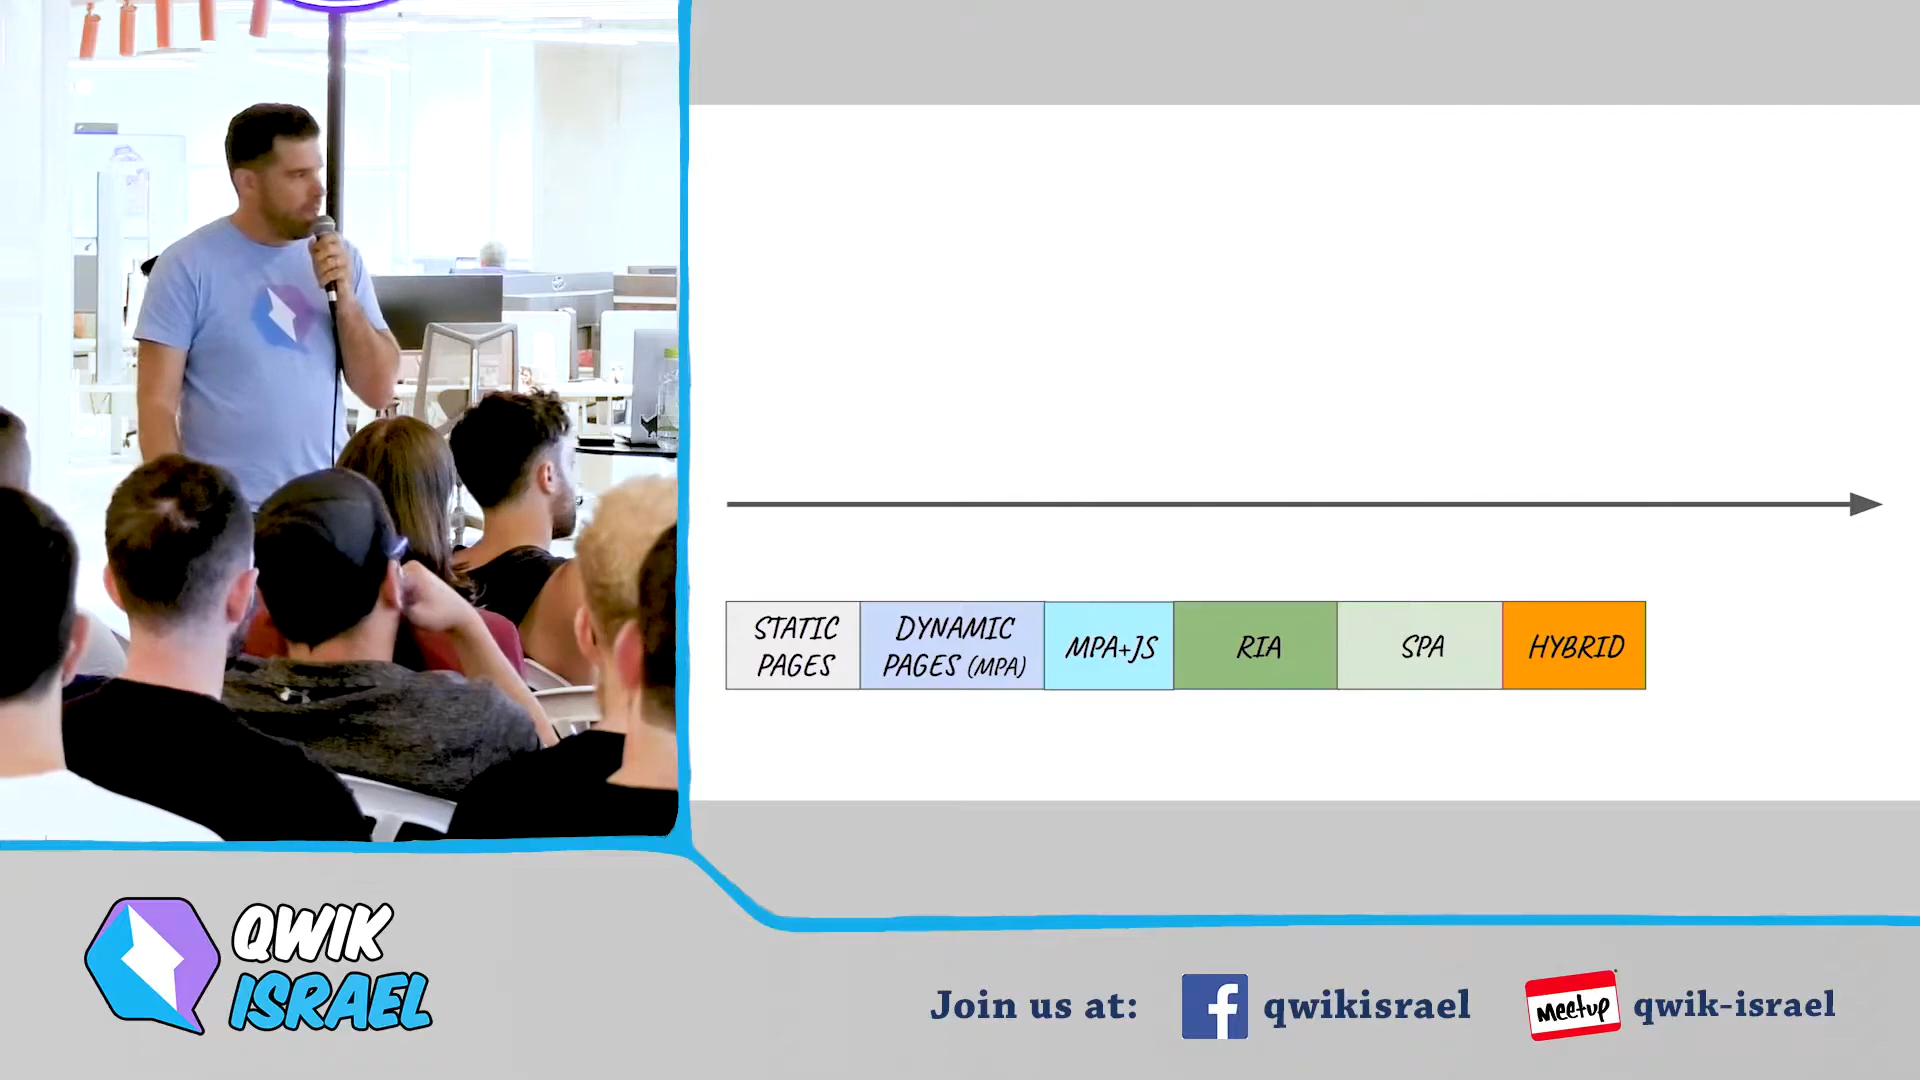 STATIC
PAGES
DYNAMIC
PAGES (MPA)
MPA+JS
RIA
SPA
HYBRID
QWIK
ISRAEL
Join us at:
qwikisrael
Meetup
qwik-israel